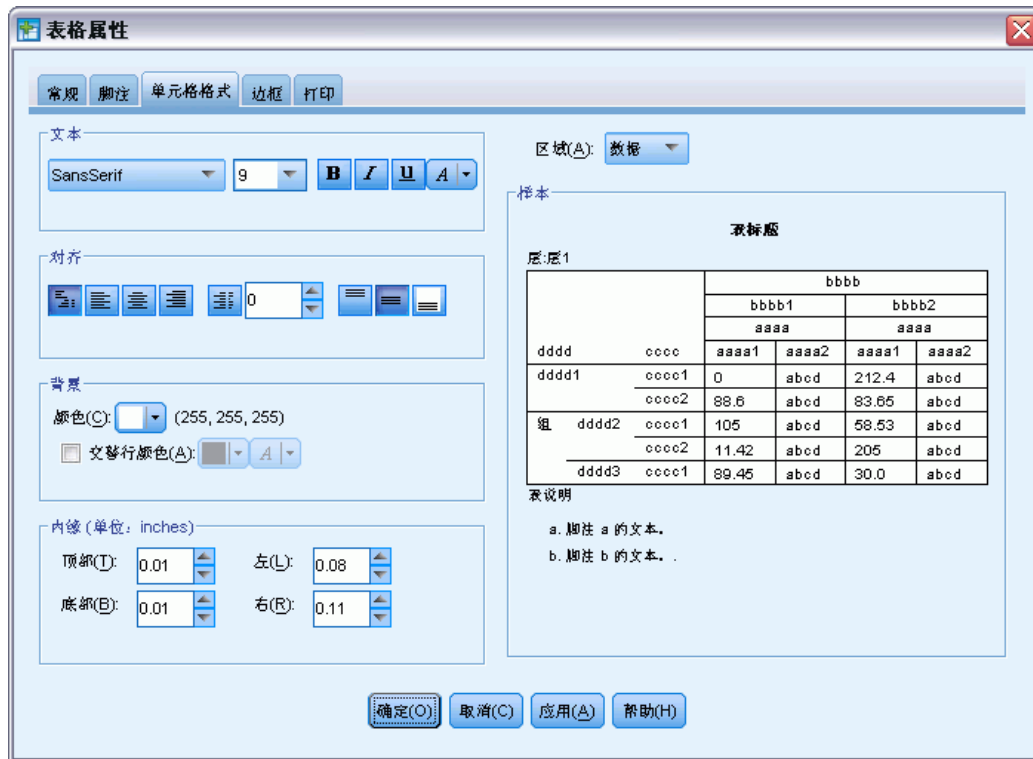 表格属性
常规 脚注 单元格格式 边框 打印
文本
SansSerif 9 B I U A
区域(A): 数据
对齐
0
背景
颜色(C): (255, 255, 255)
交替行颜色(A): A
内缘(单位: inches)
顶部(T): 0.01 左(L): 0.08
底部(B): 0.01 右(R): 0.11
样本
表标题
层:层1
bbbb
bbbb1 bbbb2
aaaa aaaa
dddd cccc aaaa1 aaaa2 aaaa1 aaaa2
dddd1 cccc1 0 abcd 212.4 abcd
cccc2 88.6 abcd 83.65 abcd
组 dddd2 cccc1 105 abcd 58.53 abcd
cccc2 11.42 abcd 205 abcd
dddd3 cccc1 89.45 abcd 30.0 abcd
表说明
a. 脚注 a 的文本。
b. 脚注 b 的文本。.
确定(O) 取消(C) 应用(A) 帮助(H)